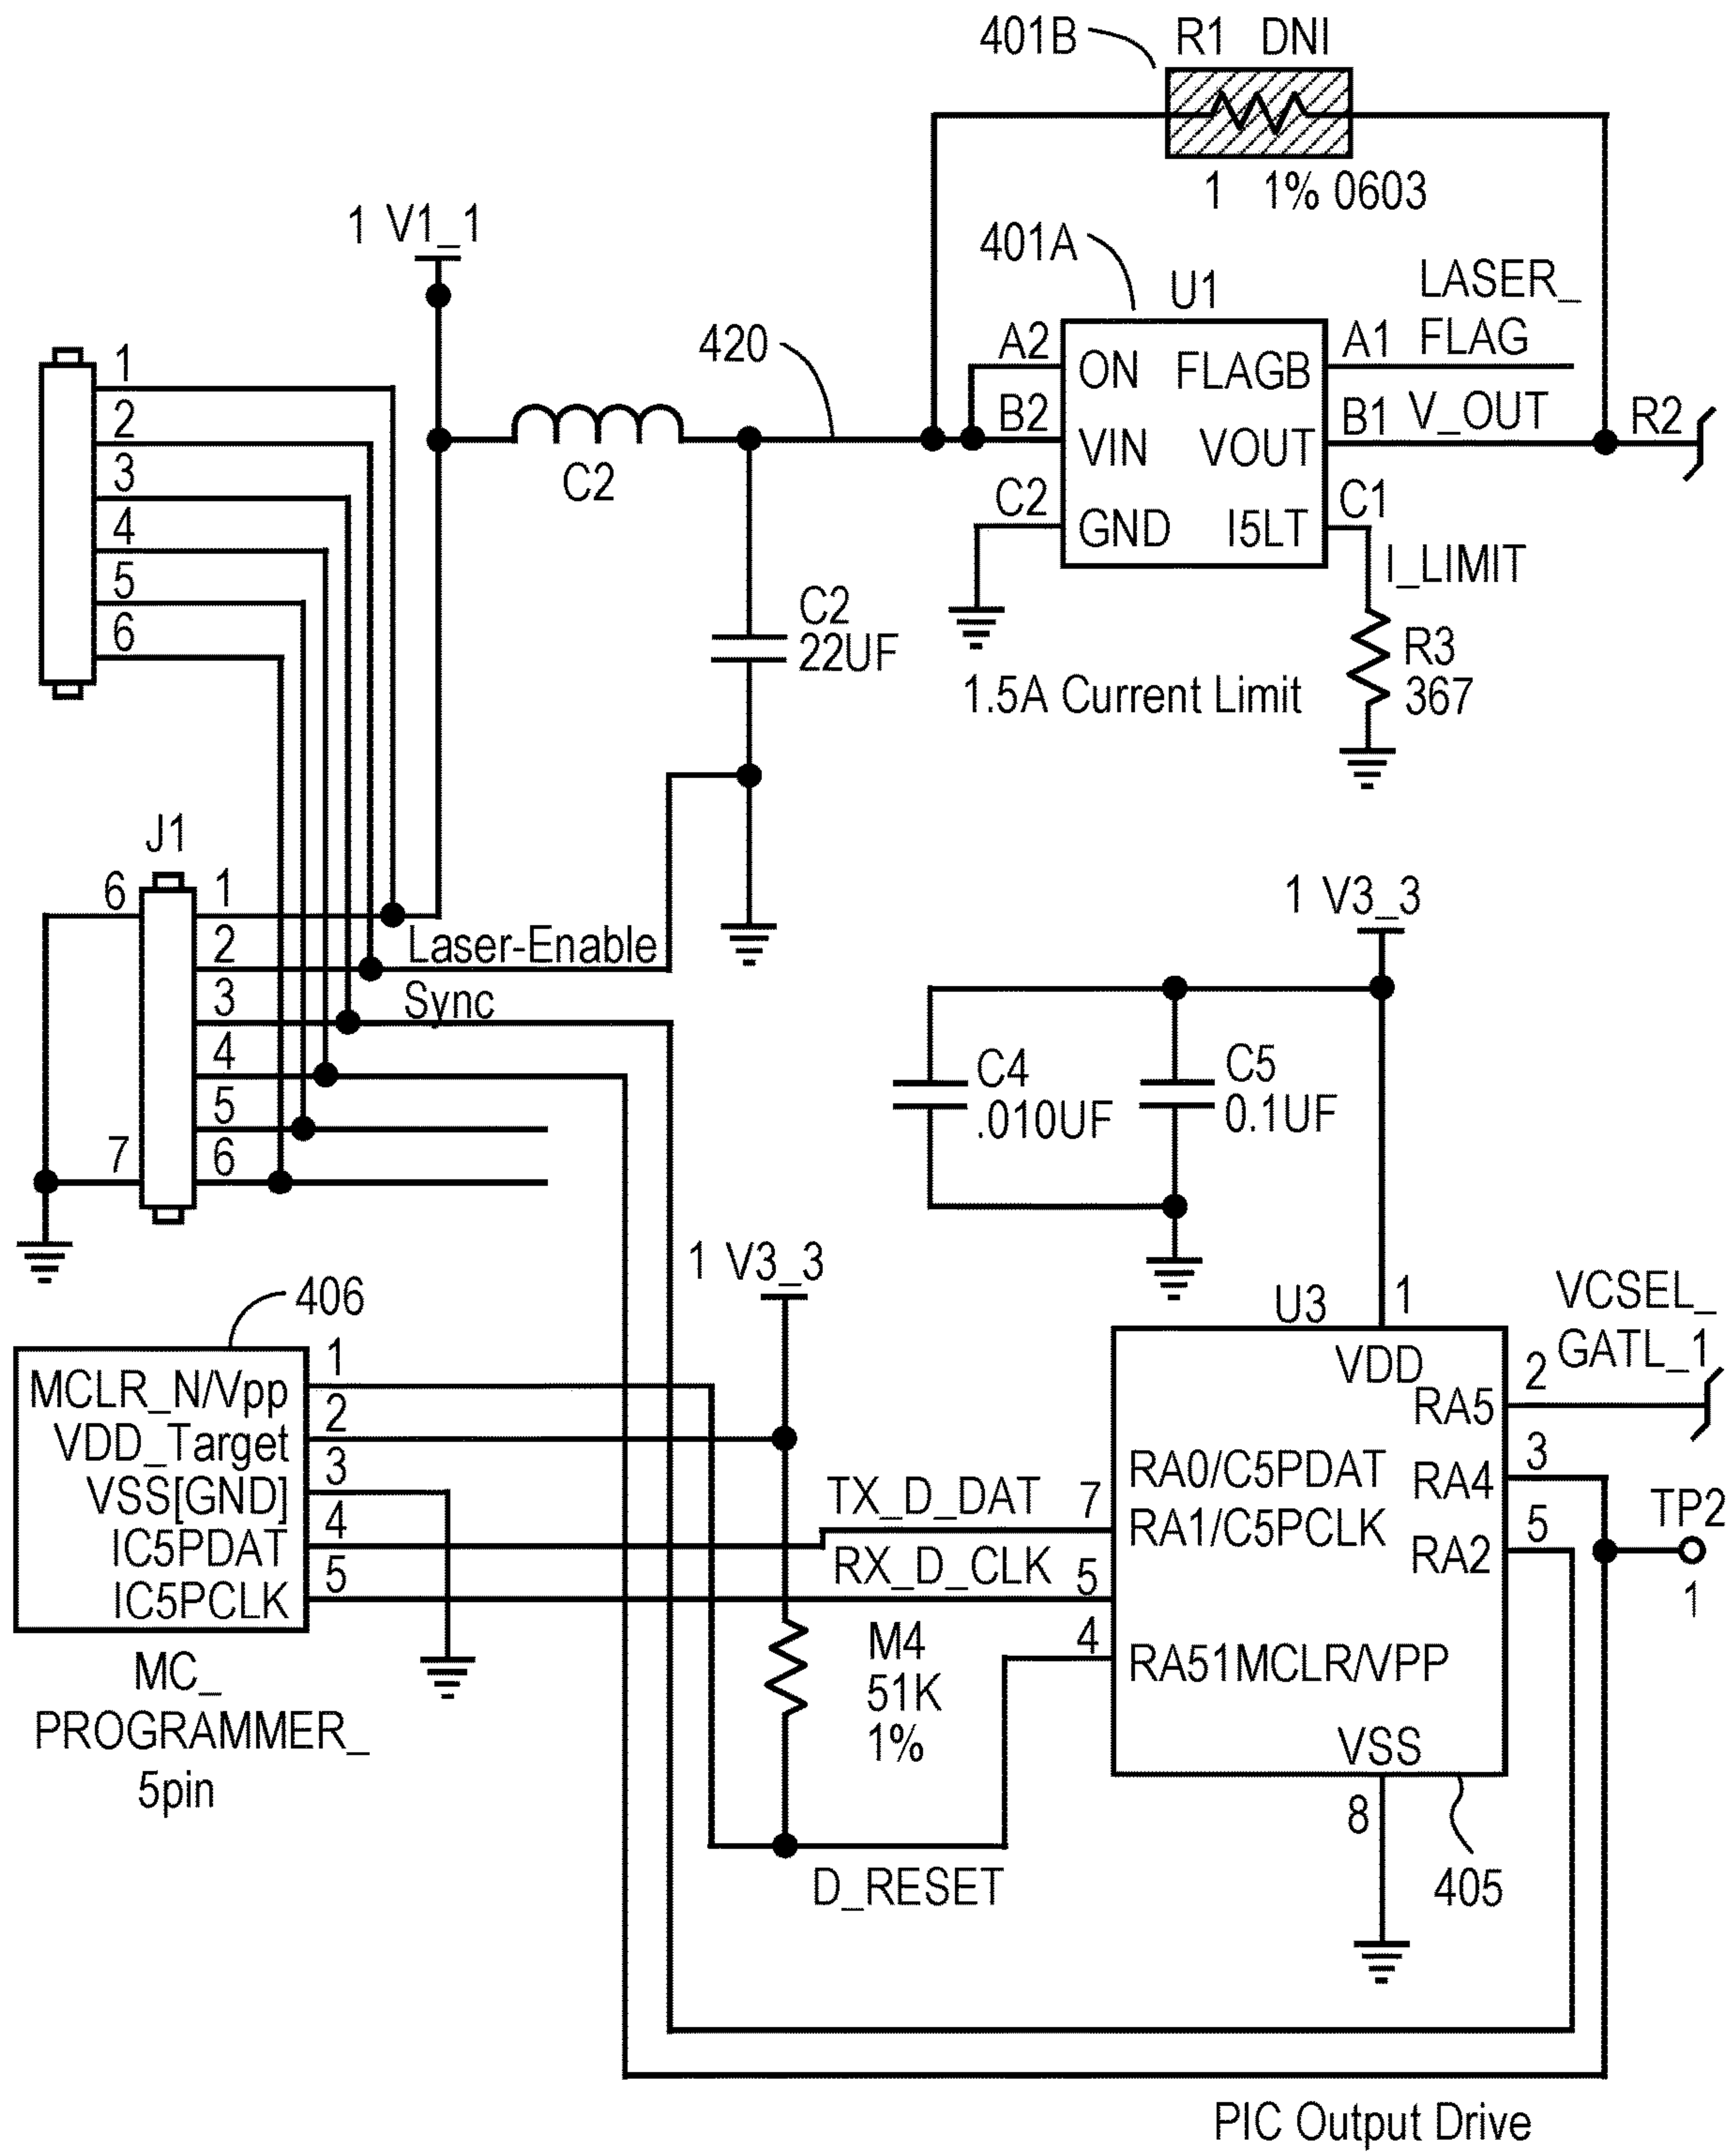 401B
R1 DNI
1 1% 0603
1 V1_1
401A
U1
LASER_
FLAG
420
A2
ON
FLAGB
A1
B2
VIN
VOUT
B1
V_OUT
R2
C2
GND
I5LT
C1
I_LIMIT
R3
367
1.5A Current Limit
C2
C2
22UF
1
2
3
4
5
6
J1
6
7
1
2
3
4
5
6
Laser-Enable
Sync
1 V3_3
C4
.010UF
C5
0.1UF
1 V3_3
406
MCLR_N/Vpp
VDD_Target
VSS[GND]
IC5PDAT
IC5PCLK
1
2
3
4
5
MC_
PROGRAMMER_
5pin
TX_D_DAT
RX_D_CLK
M4
51K
1%
D_RESET
U3
1
VDD
RA5
2
VCSEL_
GATL_1
RA0/C5PDAT
RA4
3
7
RA1/C5PCLK
RA2
5
TP2
1
5
4
RA51MCLR/VPP
VSS
8
405
PIC Output Drive